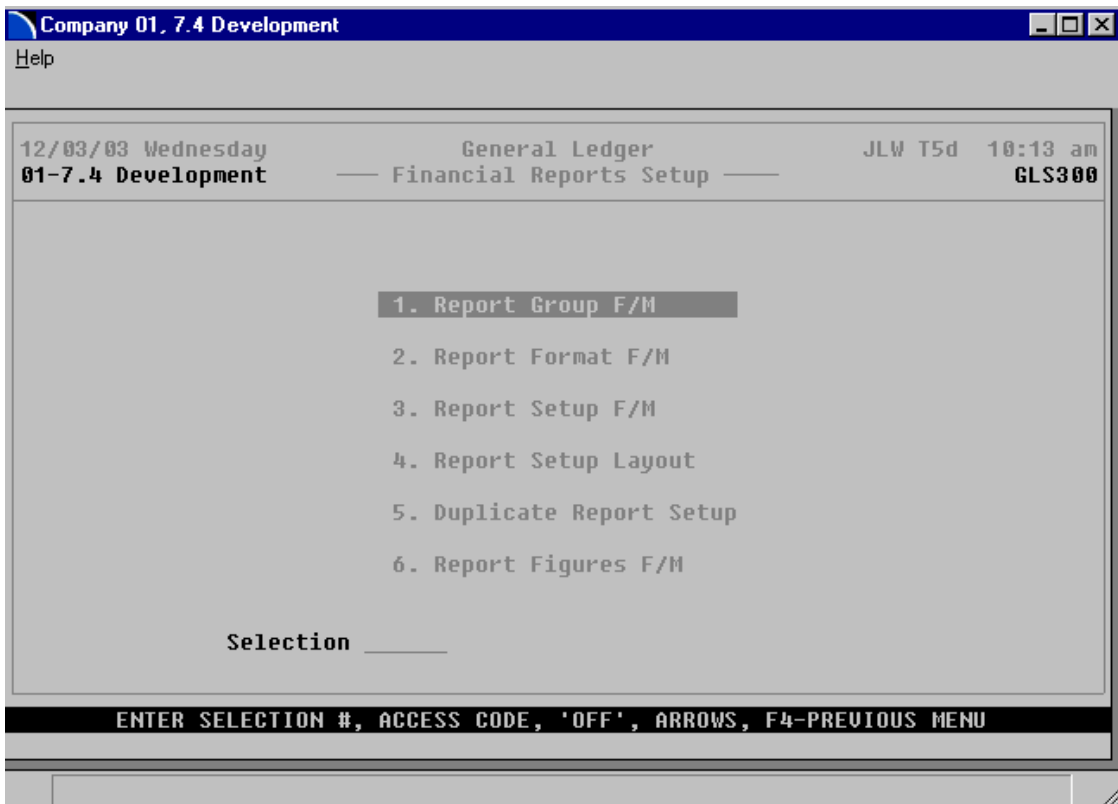 Company 01, 7.4 Development
Help
12/03/03 Wednesday General Ledger JLW T5d 10:13 am
01-7.4 Development —— Financial Reports Setup —— GLS300
1. Report Group F/M
2. Report Format F/M
3. Report Setup F/M
4. Report Setup Layout
5. Duplicate Report Setup
6. Report Figures F/M
Selection ______
ENTER SELECTION #, ACCESS CODE, 'OFF', ARROWS, F4-PREVIOUS MENU